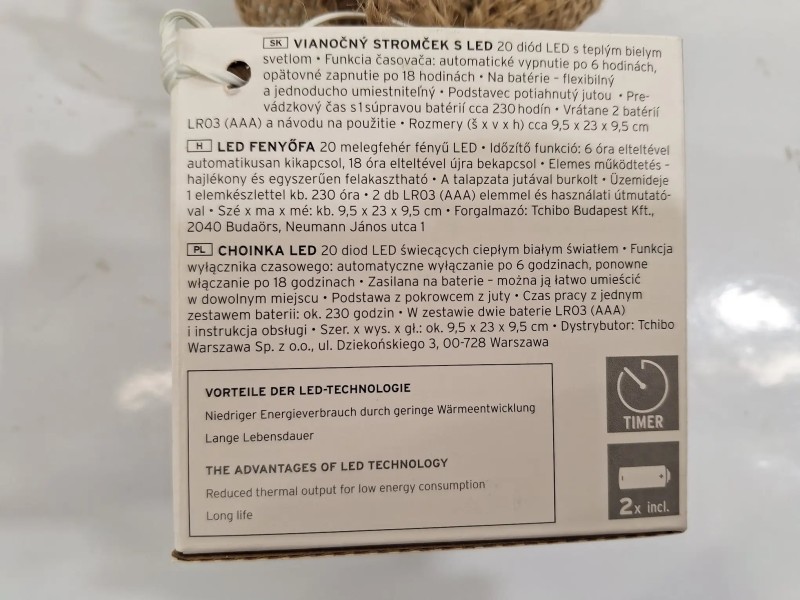 SK VIANOČNÝ STROMČEK S LED 20 diód LED s teplým bielym
svetlom • Funkcia časovača: automatické vypnutie po 6 hodinách,
opätovné zapnutie po 18 hodinách • Na batérie – flexibilný
a jednoducho umiestniteľný • Podstavec potiahnutý jutou • Pre-
vádzkový čas s 1 súpravou batérií cca 230 hodín • Vrátane 2 batérií
LR03 (AAA) a návodu na použitie • Rozmery (š x v x h) cca 9,5 x 23 x 9,5 cm
H LED FENYŐFA 20 melegfehér fényű LED • Időzítő funkció: 6 óra elteltével
automatikusan kikapcsol, 18 óra elteltével újra bekapcsol • Elemes működtetés –
hajlékony és egyszerűen felakasztható • A talapzata jutával burkolt • Üzemideje
1 elemkészlettel kb. 230 óra • 2 db LR03 (AAA) elemmel és használati útmutató-
val • Szé x ma x mé: kb. 9,5 x 23 x 9,5 cm • Forgalmazó: Tchibo Budapest Kft.,
2040 Budaörs, Neumann János utca 1
PL CHOINKA LED 20 diod LED świecących ciepłym białym światłem • Funkcja
wyłącznika czasowego: automatyczne wyłączanie po 6 godzinach, ponowne
włączanie po 18 godzinach • Zasilana na baterie – można ją łatwo umieścić
w dowolnym miejscu • Podstawa z pokrowcem z juty • Czas pracy z jednym
zestawem baterii: ok. 230 godzin • W zestawie dwie baterie LR03 (AAA)
i instrukcja obsługi • Szer. x wys. x gł.: ok. 9,5 x 23 x 9,5 cm • Dystrybutor: Tchibo
Warszawa Sp. z o.o., ul. Dziekońskiego 3, 00-728 Warszawa
VORTEILE DER LED-TECHNOLOGIE
Niedriger Energieverbrauch durch geringe Wärmeentwicklung
Lange Lebensdauer
THE ADVANTAGES OF LED TECHNOLOGY
Reduced thermal output for low energy consumption
Long life
TIMER
2x incl.